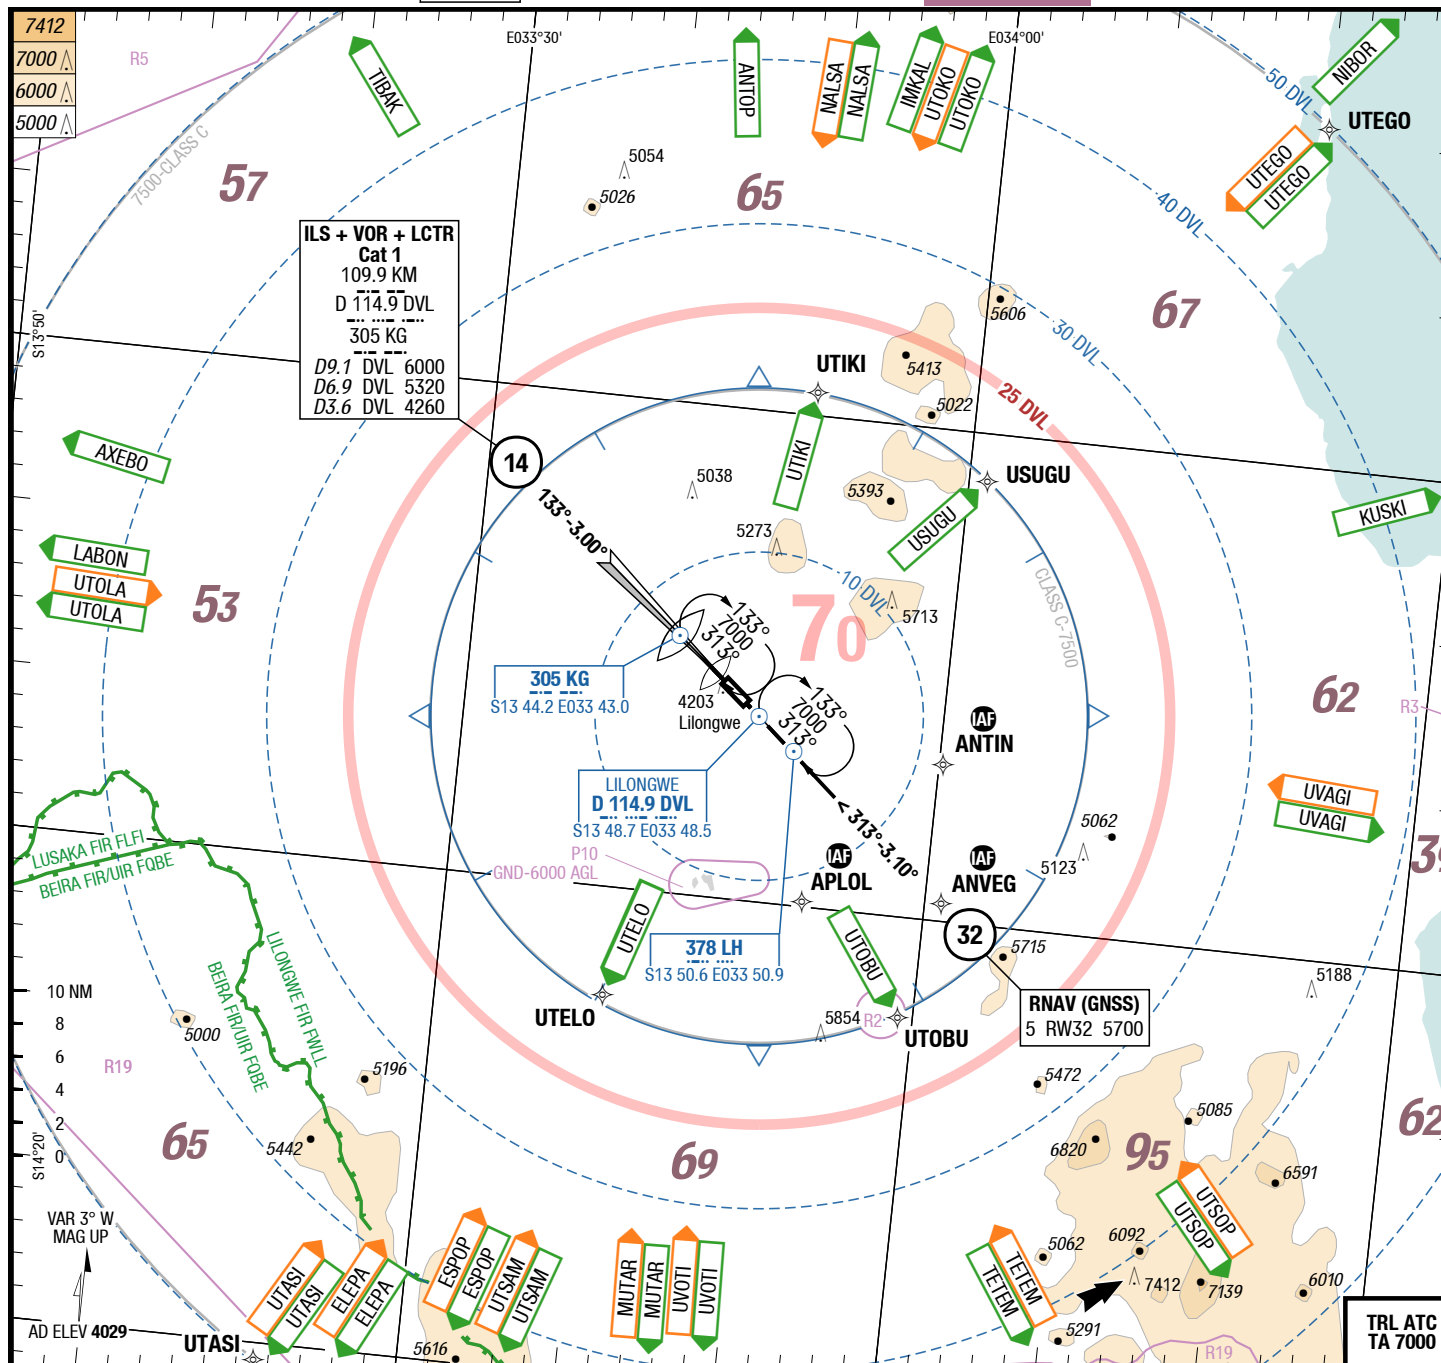 7412
7000
6000
5000
R5
E033°30'
E034°00'
TIBAK
ANTOP
NALSA
NALSA
IMKAL
UTOKO
UTOKO
NIBOR
50 DVL
UTEGO
UTEGO
UTEGO
7500-CLASS C
57
5054
5026
65
40 DVL
ILS + VOR + LCTR
Cat 1
109.9 KM
D 114.9 DVL
305 KG
D9.1 DVL 6000
D6.9 DVL 5320
D3.6 DVL 4260
S13°50'
5606
67
30 DVL
5413
UTIKI
25 DVL
5022
AXEBO
14
UTIKI
5038
5393
USUGU
USUGU
KUSKI
133°-3.00°
5273
LABON
UTOLA
UTOLA
53
10 DVL
5713
CLASS C-7500
70
133°
7000
313°
305 KG
S13 44.2 E033 43.0
4203
Lilongwe
133°
7000
313°
62
R3
IAF
ANTIN
LILONGWE
D 114.9 DVL
S13 48.7 E033 48.5
UVAGI
UVAGI
<313°-3.10°
5062
5123
39
LUSAKA FIR FLFI
BEIRA FIR/UIR FQBE
P10
GND-6000 AGL
IAF
APLOL
IAF
ANVEG
UTELO
UTOBU
32
378 LH
S13 50.6 E033 50.9
5715
5188
LILONGWE FIR FWLL
BEIRA FIR/UIR FQBE
10 NM
8
6
4
2
0
5000
UTELO
5854
R2
UTOBU
RNAV (GNSS)
5 RW32 5700
R19
5196
5472
5085
62
S14°20'
65
5442
69
6820
95
6591
UTSOP
UTSOP
VAR 3° W
MAG UP
UTASI
UTASI
ELEPA
ELEPA
ESPOP
ESPOP
UTSAM
UTSAM
MUTAR
MUTAR
UVOTI
UVOTI
TETEM
TETEM
5062
6092
7412
7139
6010
AD ELEV 4029
UTASI
5616
5291
R19
TRL ATC
TA 7000